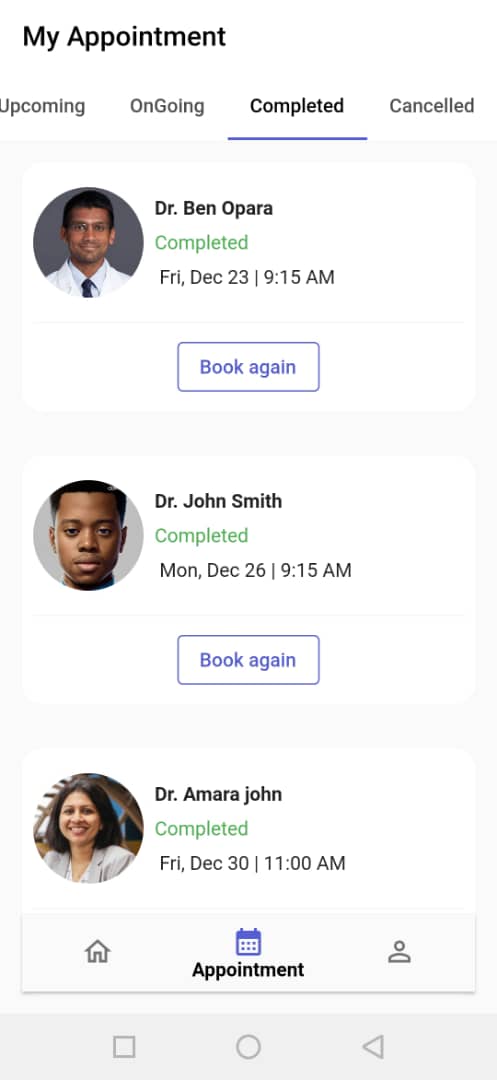 My Appointment
Upcoming OnGoing Completed Cancelled
Dr. Ben Opara
Completed
Fri, Dec 23 | 9:15 AM
Book again
Dr. John Smith
Completed
Mon, Dec 26 | 9:15 AM
Book again
Dr. Amara john
Completed
Fri, Dec 30 | 11:00 AM
Appointment